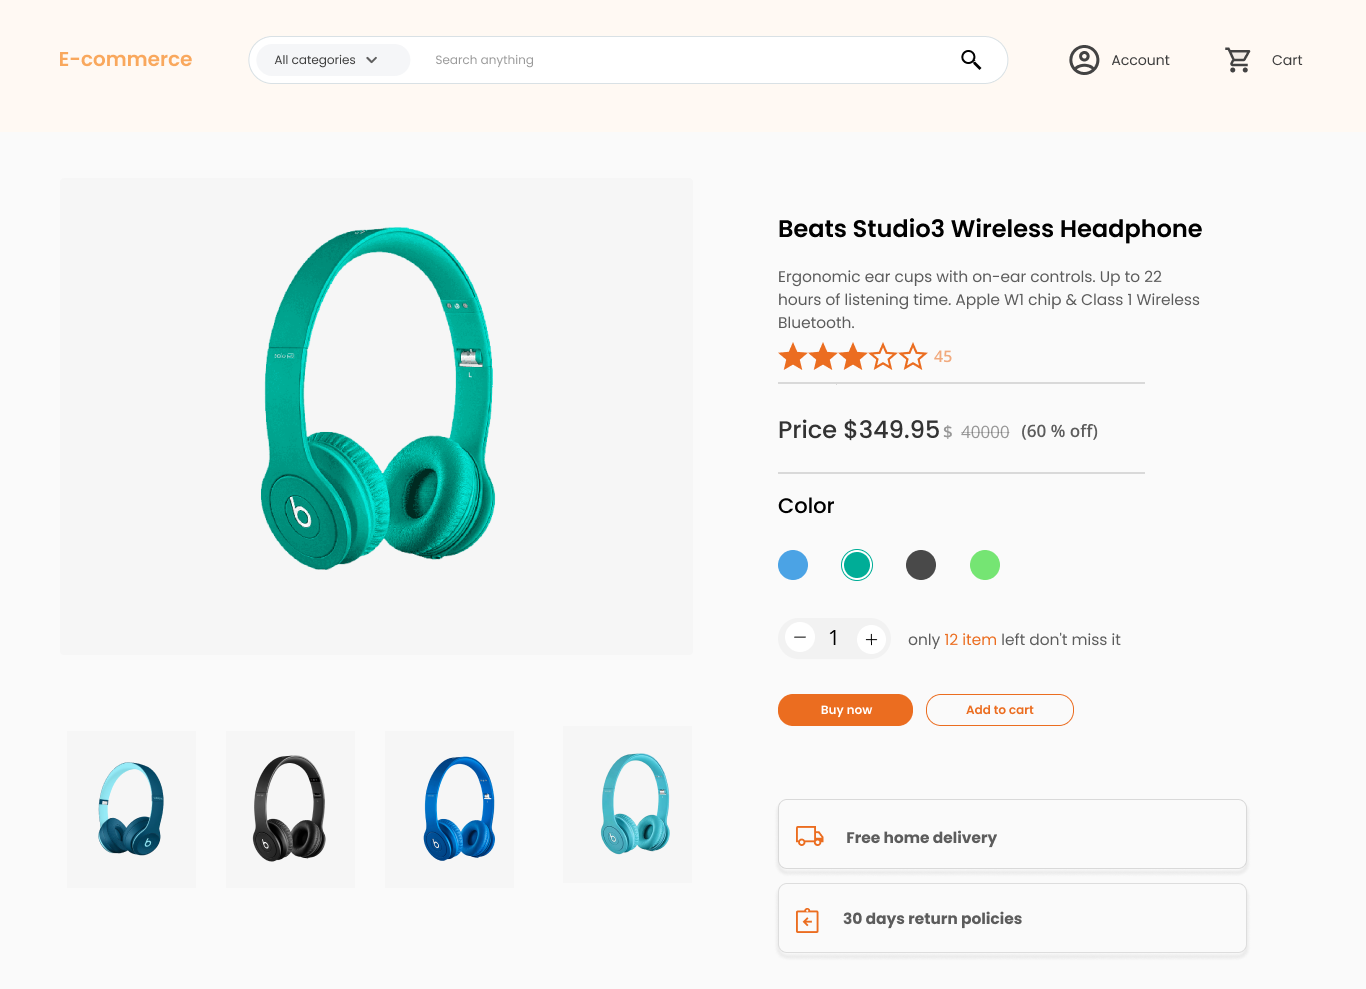 E-commerce
All categories
Search anything
Account
Cart
Beats Studio3 Wireless Headphone
Ergonomic ear cups with on-ear controls. Up to 22
hours of listening time. Apple W1 chip & Class 1 Wireless
Bluetooth.
45
Price $349.95 $ 40000 (60 % off)
L
b
Color
1
only 12 item left don't miss it
Buy now
Add to cart
Free home delivery
30 days return policies